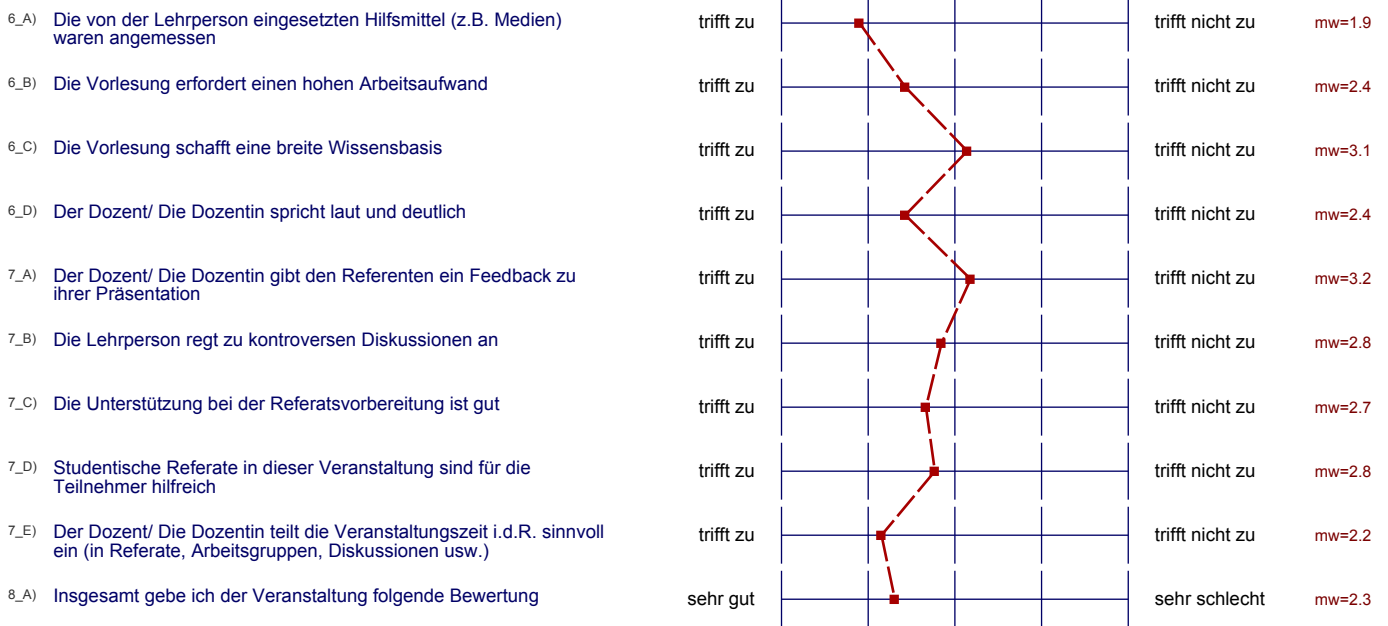 6_A) Die von der Lehrperson eingesetzten Hilfsmittel (z.B. Medien) trifft zu trifft nicht zu mw=1.9
waren angemessen
6_B) Die Vorlesung erfordert einen hohen Arbeitsaufwand trifft zu trifft nicht zu mw=2.4
6_C) Die Vorlesung schafft eine breite Wissensbasis trifft zu trifft nicht zu mw=3.1
6_D) Der Dozent/ Die Dozentin spricht laut und deutlich trifft zu trifft nicht zu mw=2.4
7_A) Der Dozent/ Die Dozentin gibt den Referenten ein Feedback zu trifft zu trifft nicht zu mw=3.2
ihrer Präsentation
7_B) Die Lehrperson regt zu kontroversen Diskussionen an trifft zu trifft nicht zu mw=2.8
7_C) Die Unterstützung bei der Referatsvorbereitung ist gut trifft zu trifft nicht zu mw=2.7
7_D) Studentische Referate in dieser Veranstaltung sind für die trifft zu trifft nicht zu mw=2.8
Teilnehmer hilfreich
7_E) Der Dozent/ Die Dozentin teilt die Veranstaltungszeit i.d.R. sinnvoll trifft zu trifft nicht zu mw=2.2
ein (in Referate, Arbeitsgruppen, Diskussionen usw.)
8_A) Insgesamt gebe ich der Veranstaltung folgende Bewertung sehr gut sehr schlecht mw=2.3